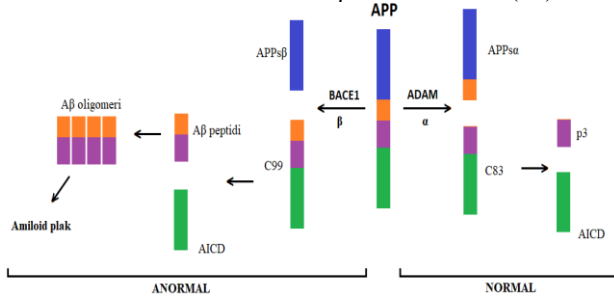 APP
APPsβ
APPsα
BACE1
ADAM
β
α
Aβ oligomeri
Aβ peptidi
p3
C99
C83
Amiloid plak
AICD
AICD
ANORMAL
NORMAL